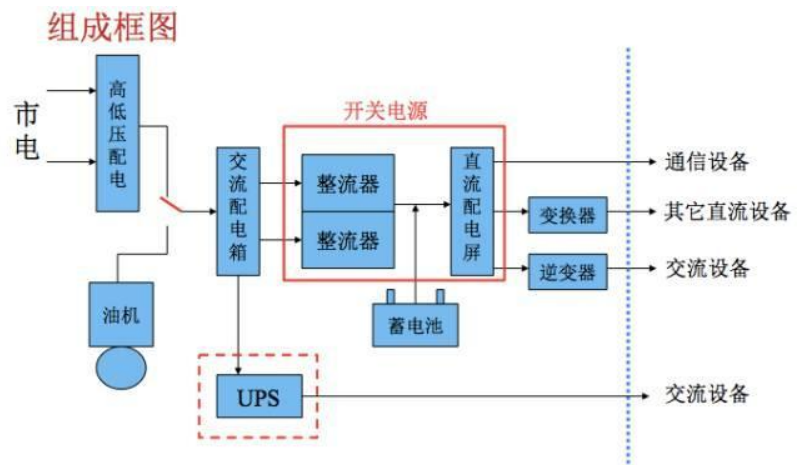 组成框图
市电
高低压配电
油机
交流配电箱
开关电源
整流器
整流器
直流配电屏
蓄电池
变换器
逆变器
UPS
通信设备
其它直流设备
交流设备
交流设备